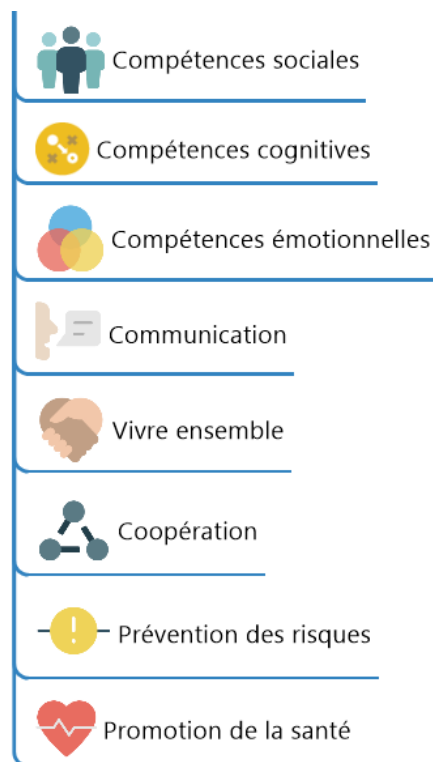 Compétences sociales
Compétences cognitives
Compétences émotionnelles
Communication
Vivre ensemble
Coopération
Prévention des risques
Promotion de la santé